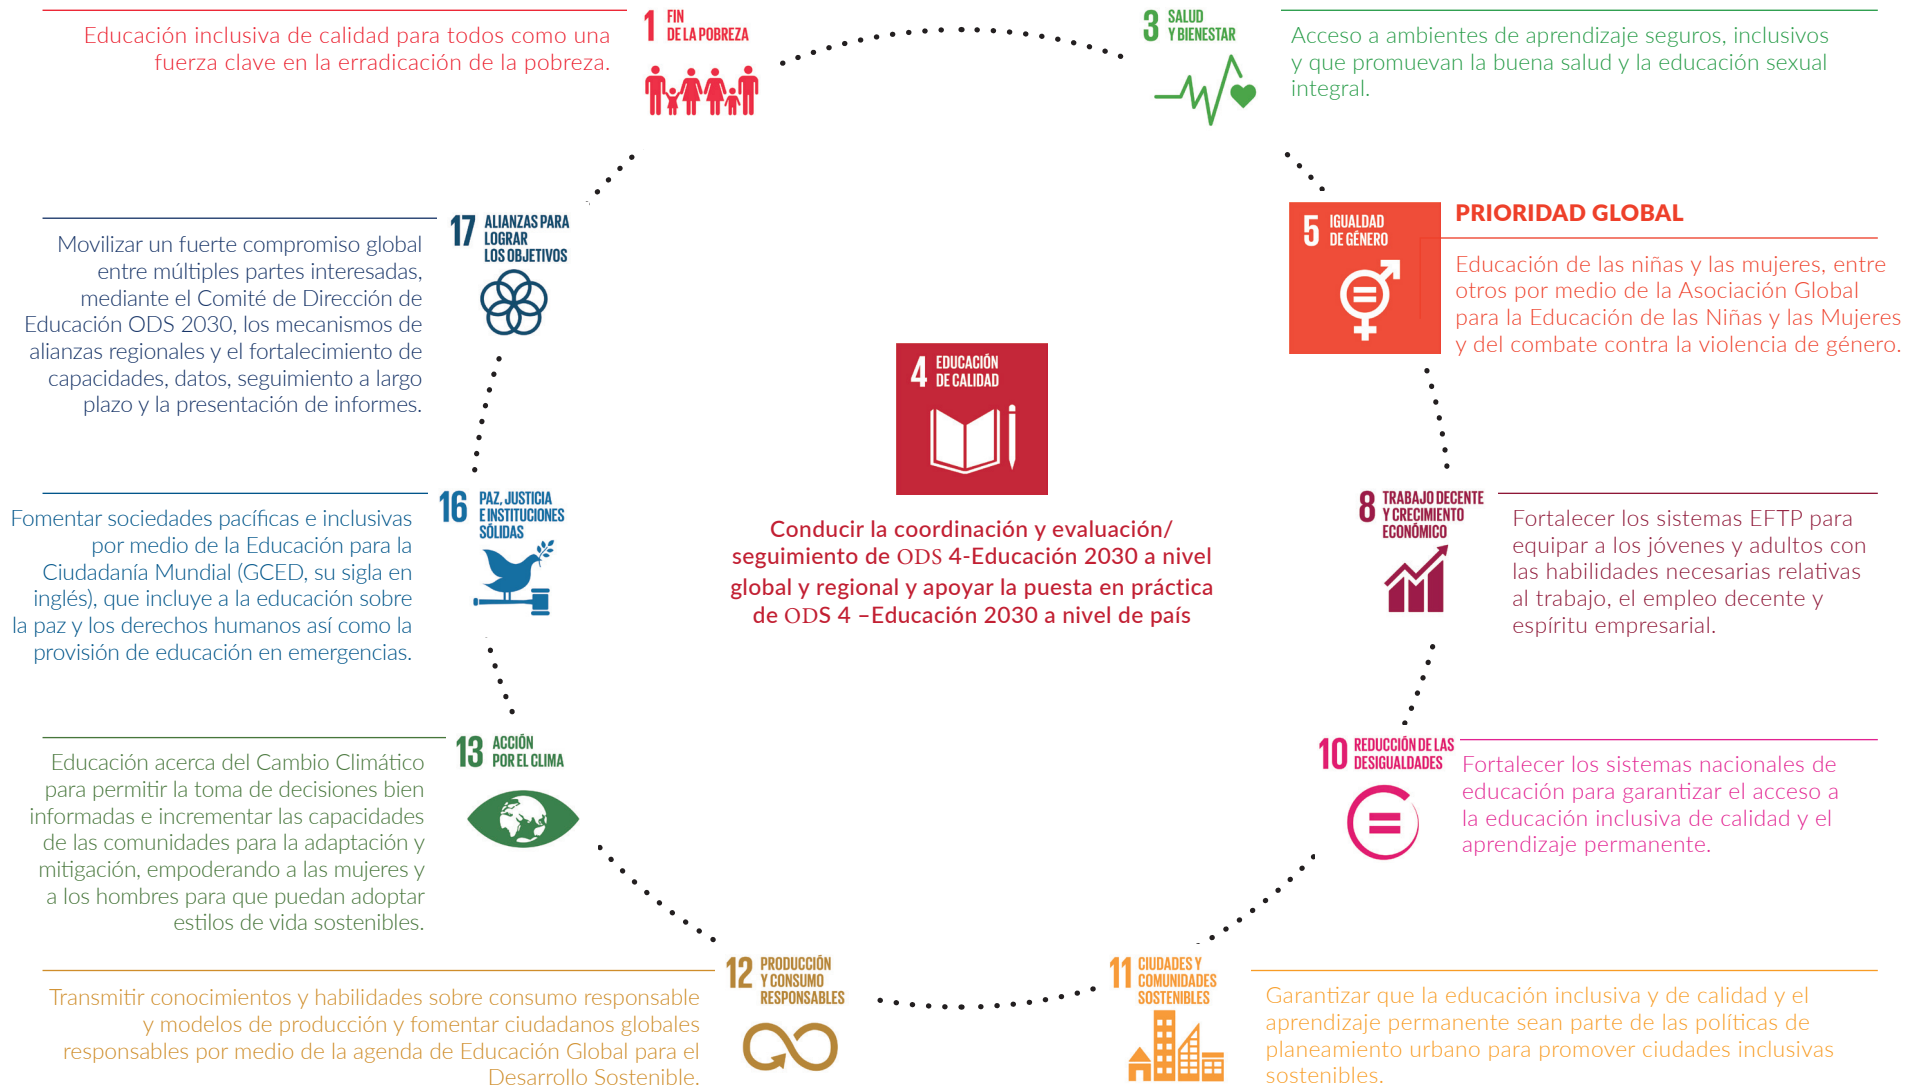 1 FIN
DE LA POBREZA
Educación inclusiva de calidad para todos como una
fuerza clave en la erradicación de la pobreza.
3 SALUD
Y BIENESTAR
Acceso a ambientes de aprendizaje seguros, inclusivos
y que promuevan la buena salud y la educación sexual
integral.
5 IGUALDAD
DE GÉNERO
PRIORIDAD GLOBAL
Educación de las niñas y las mujeres, entre
otros por medio de la Asociación Global
para la Educación de las Niñas y las Mujeres
y del combate contra la violencia de género.
17 ALIANZAS PARA
LOGRAR
LOS OBJETIVOS
Movilizar un fuerte compromiso global
entre múltiples partes interesadas,
mediante el Comité de Dirección de
Educación ODS 2030, los mecanismos de
alianzas regionales y el fortalecimiento de
capacidades, datos, seguimiento a largo
plazo y la presentación de informes.
4 EDUCACIÓN
DE CALIDAD
Conducir la coordinación y evaluación/
seguimiento de ODS 4-Educación 2030 a nivel
global y regional y apoyar la puesta en práctica
de ODS 4 –Educación 2030 a nivel de país
16 PAZ, JUSTICIA
E INSTITUCIONES
SÓLIDAS
Fomentar sociedades pacíficas e inclusivas
por medio de la Educación para la
Ciudadanía Mundial (GCED, su sigla en
inglés), que incluye a la educación sobre
la paz y los derechos humanos así como la
provisión de educación en emergencias.
8 TRABAJO DECENTE
Y CRECIMIENTO
ECONÓMICO
Fortalecer los sistemas EFTP para
equipar a los jóvenes y adultos con
las habilidades necesarias relativas
al trabajo, el empleo decente y
espíritu empresarial.
13 ACCIÓN
POR EL CLIMA
Educación acerca del Cambio Climático
para permitir la toma de decisiones bien
informadas e incrementar las capacidades
de las comunidades para la adaptación y
mitigación, empoderando a las mujeres y
a los hombres para que puedan adoptar
estilos de vida sostenibles.
10 REDUCCIÓN DE LAS
DESIGUALDADES
Fortalecer los sistemas nacionales de
educación para garantizar el acceso a
la educación inclusiva de calidad y el
aprendizaje permanente.
12 PRODUCCIÓN
Y CONSUMO
RESPONSABLES
Transmitir conocimientos y habilidades sobre consumo responsable
y modelos de producción y fomentar ciudadanos globales
responsables por medio de la agenda de Educación Global para el
Desarrollo Sostenible.
11 CIUDADES Y
COMUNIDADES
SOSTENIBLES
Garantizar que la educación inclusiva y de calidad y el
aprendizaje permanente sean parte de las políticas de
planeamiento urbano para promover ciudades inclusivas
sostenibles.